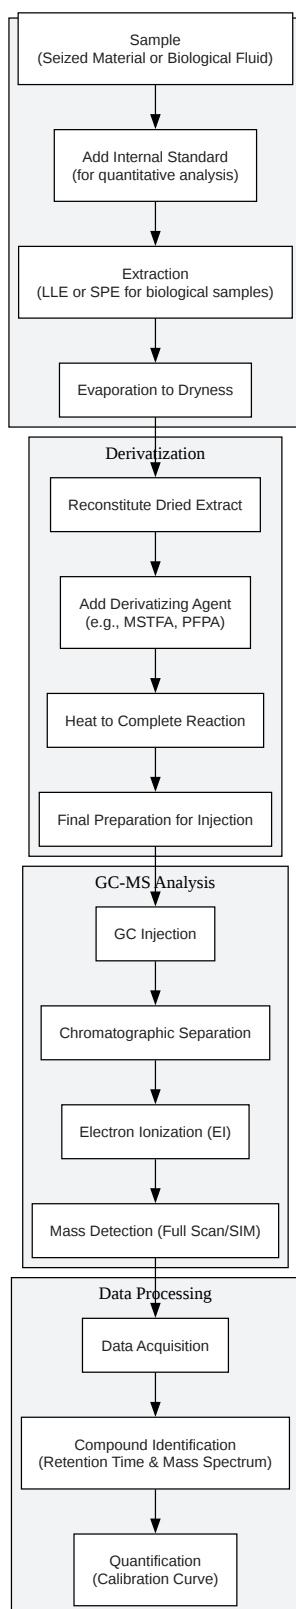 Sample
(Seized Material or Biological Fluid)
Add Internal Standard
(for quantitative analysis)
Extraction
(LLE or SPE for biological samples)
Evaporation to Dryness
Derivatization
Reconstitute Dried Extract
Add Derivatizing Agent
(e.g., MSTFA, PFPA)
Heat to Complete Reaction
Final Preparation for Injection
GC-MS Analysis
GC Injection
Chromatographic Separation
Electron Ionization (EI)
Mass Detection (Full Scan/SIM)
Data Processing
Data Acquisition
Compound Identification
(Retention Time & Mass Spectrum)
Quantification
(Calibration Curve)